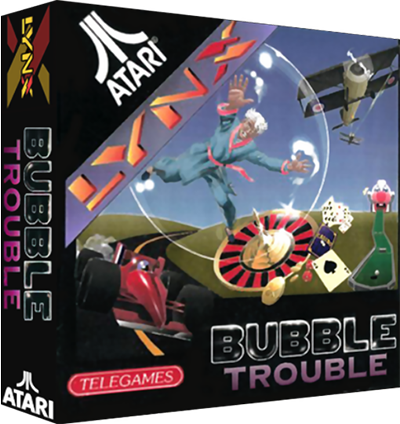 LYNX
BUBBLE
TROUBLE
ATARI
ATARI
LYNX
TELEGAMES
BUBBLE
TROUBLE